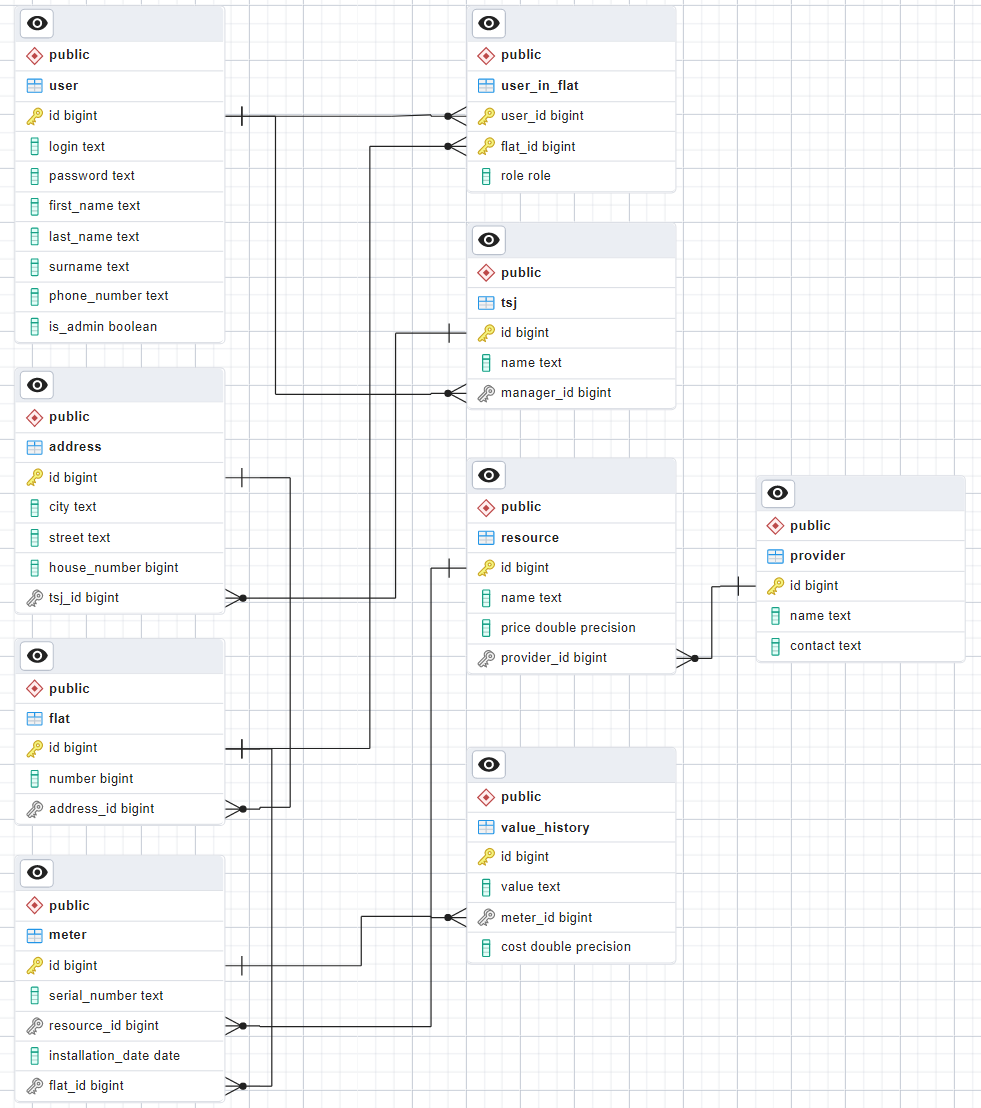 public
user
id bigint
login text
password text
first_name text
last_name text
surname text
phone_number text
is_admin boolean
public
address
id bigint
city text
street text
house_number bigint
tsj_id bigint
public
flat
id bigint
number bigint
address_id bigint
public
meter
id bigint
serial_number text
resource_id bigint
installation_date date
flat_id bigint
public
user_in_flat
user_id bigint
flat_id bigint
role role
public
tsj
id bigint
name text
manager_id bigint
public
resource
id bigint
name text
price double precision
provider_id bigint
public
value_history
id bigint
value text
meter_id bigint
cost double precision
public
provider
id bigint
name text
contact text